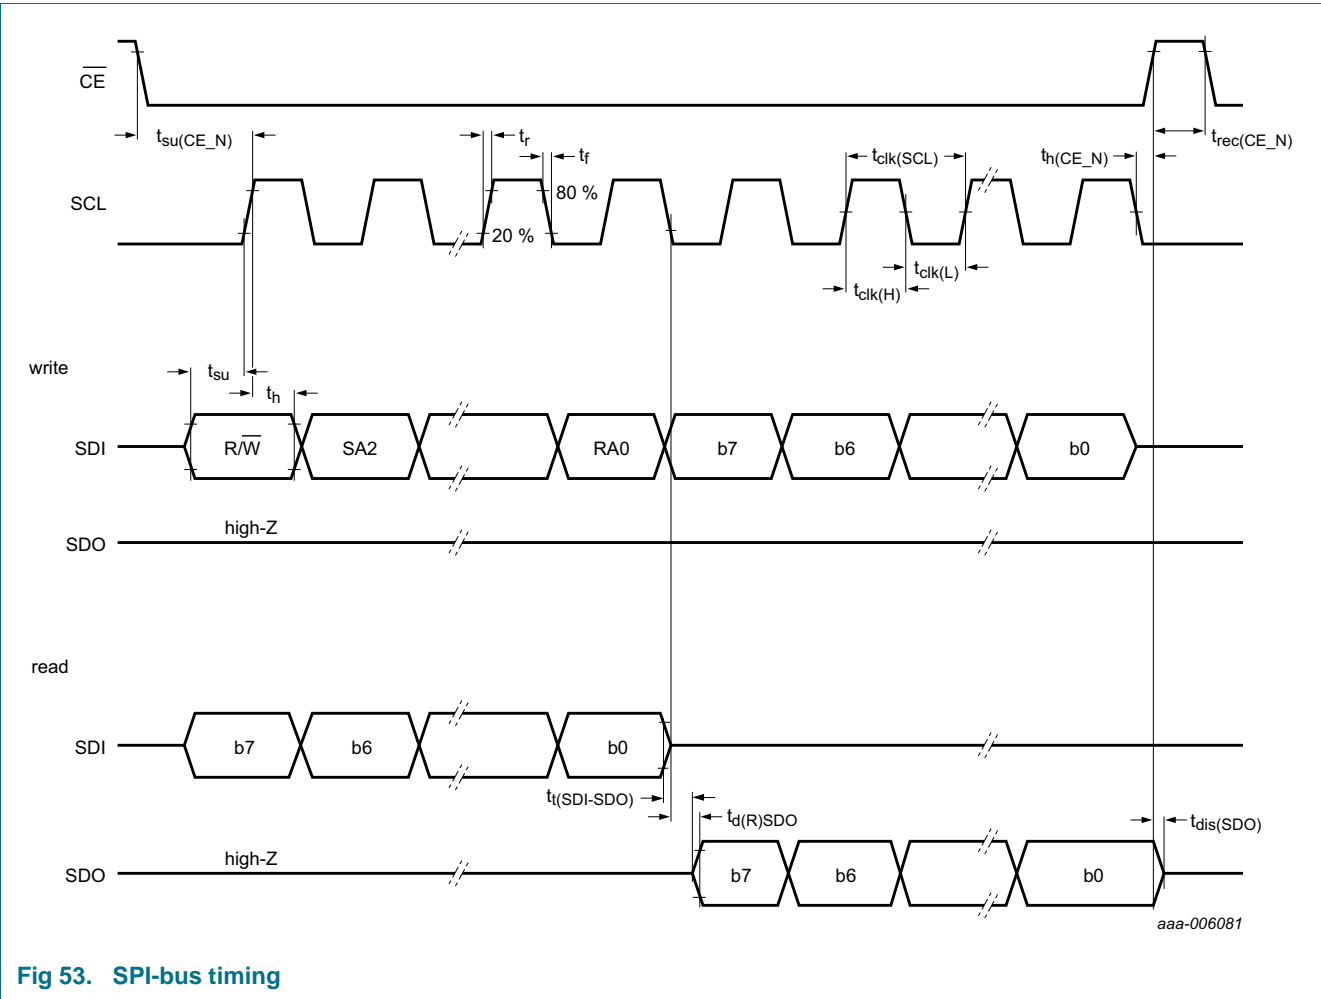 CE
tsu(CE_N)
tr
tf
tclk(SCL)
th(CE_N)
trec(CE_N)
SCL
80 %
20 %
tclk(L)
tclk(H)
write
tsu
th
SDI R/W SA2 RA0 b7 b6 b0
high-Z
SDO
read
SDI b7 b6 b0
tt(SDI-SDO)
td(R)SDO
tdis(SDO)
high-Z
SDO b7 b6 b0
aaa-006081
Fig 53. SPI-bus timing